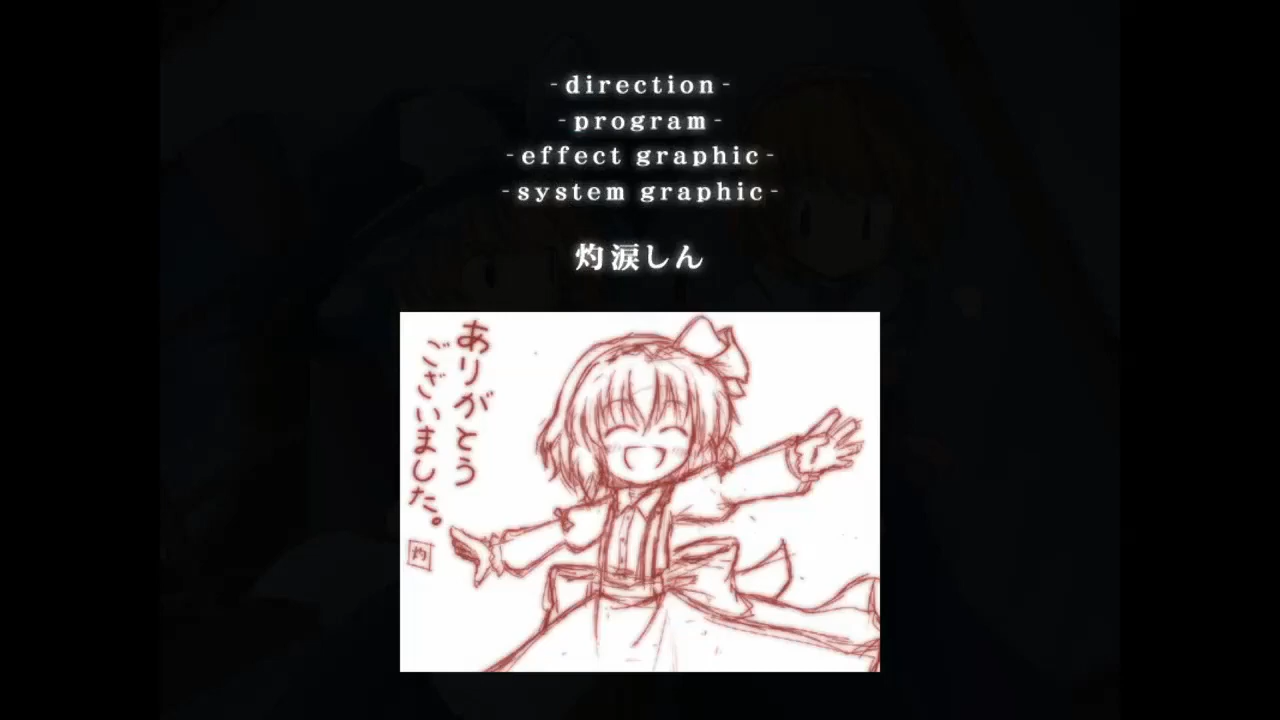 -direction-
-program-
-effect graphic-
-system graphic-
灼涙しん
ありがとう
ございました。
灼